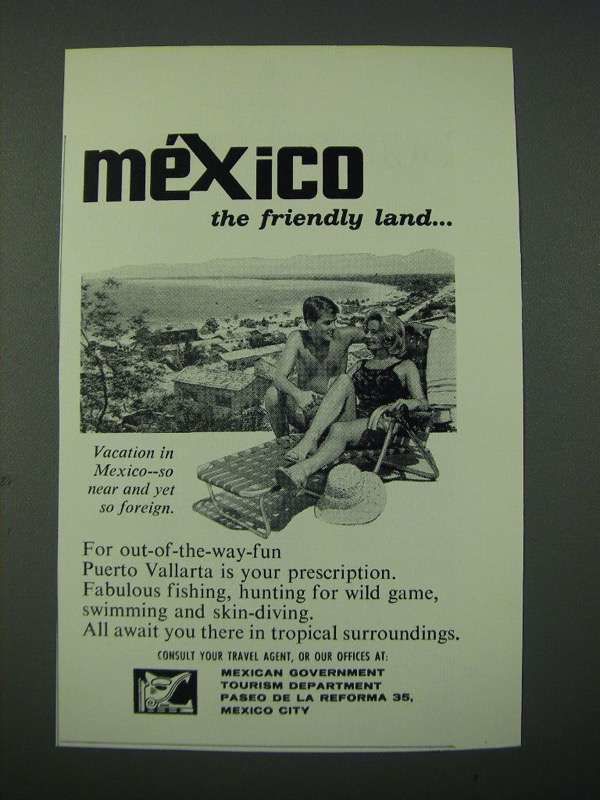 méxico
the friendly land...
Vacation in
Mexico--so
near and yet
so foreign.
For out-of-the-way-fun
Puerto Vallarta is your prescription.
Fabulous fishing, hunting for wild game,
swimming and skin-diving.
All await you there in tropical surroundings.
CONSULT YOUR TRAVEL AGENT, OR OUR OFFICES AT:
MEXICAN GOVERNMENT
TOURISM DEPARTMENT
PASEO DE LA REFORMA 35,
MEXICO CITY